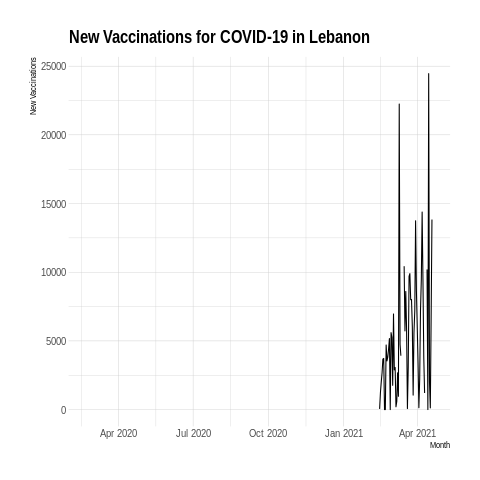 New Vaccinations for COVID-19 in Lebanon
New Vaccinations
25000
20000
15000
10000
5000
0
Apr 2020
Jul 2020
Oct 2020
Jan 2021
Apr 2021
Month